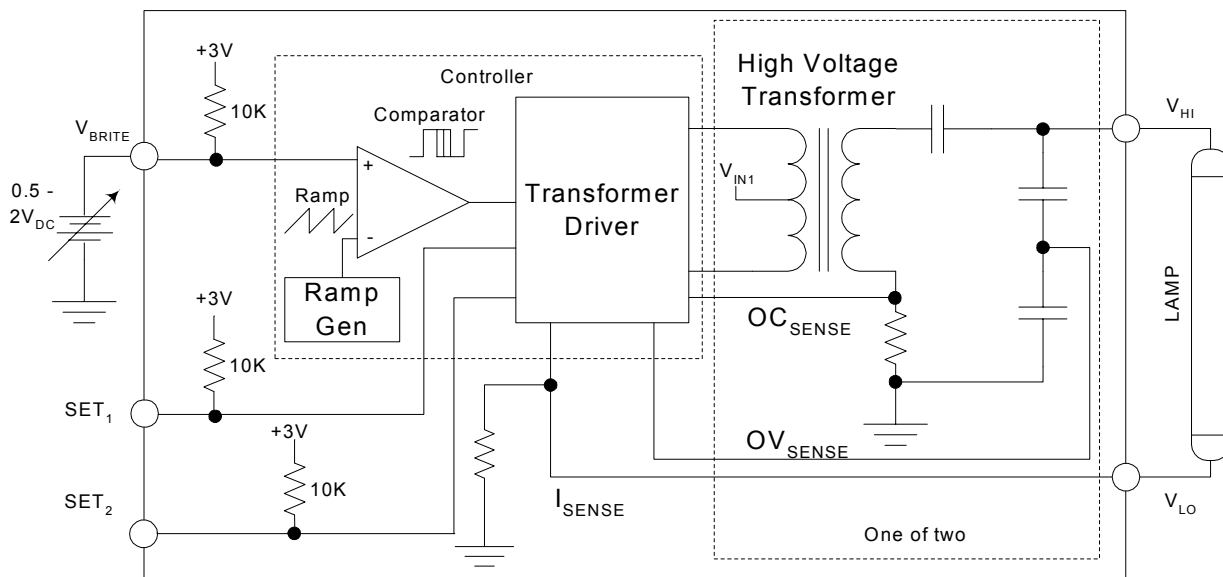 +3V
10K
V_BRITE
0.5 -
2V_DC
Controller
Comparator
+
Ramp
-
Ramp
Gen
Transformer
Driver
High Voltage
Transformer
V_IN1
OC_SENSE
OV_SENSE
I_SENSE
One of two
V_HI
LAMP
V_LO
+3V
10K
SET_1
+3V
10K
SET_2